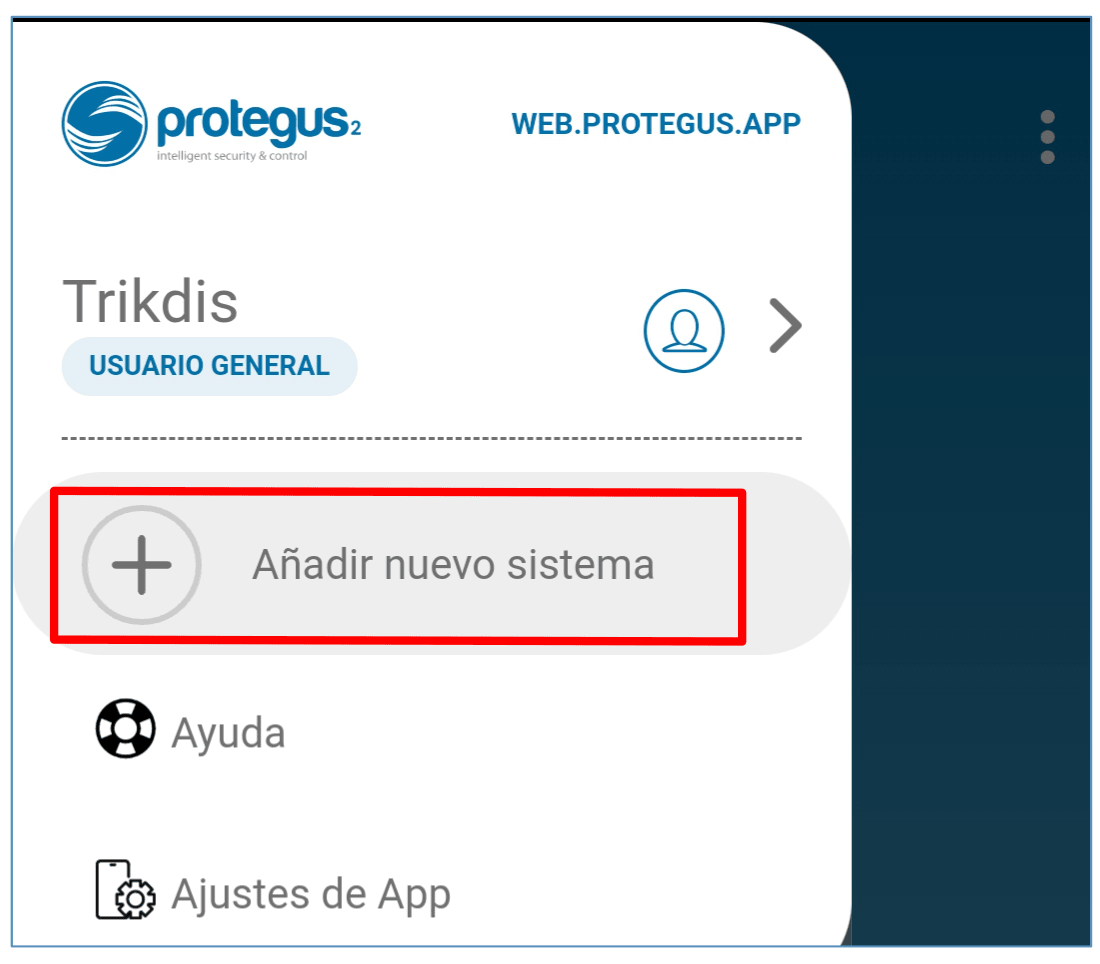 protegus2
intelligent security & control
WEB.PROTEGUS.APP
Trikdis
USUARIO GENERAL
Añadir nuevo sistema
Ayuda
Ajustes de App